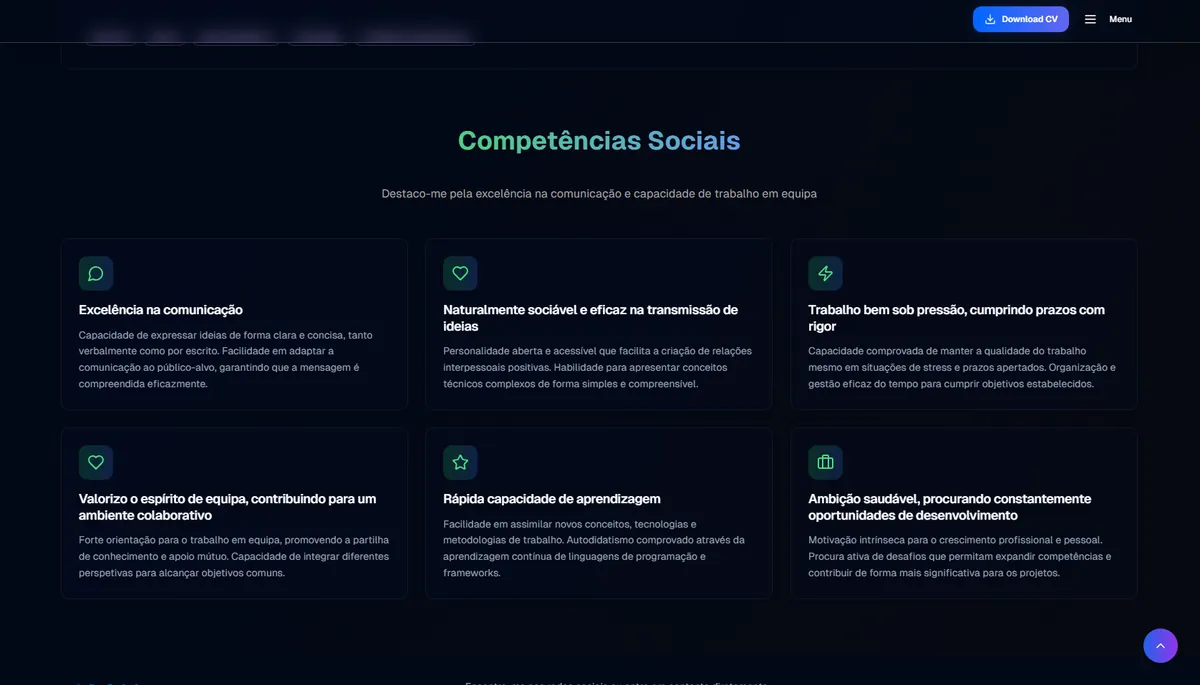 Download CV
Menu
Competências Sociais
Destaco-me pela excelência na comunicação e capacidade de trabalho em equipa
Excelência na comunicação
Capacidade de expressar ideias de forma clara e concisa, tanto
verbalmente como por escrito. Facilidade em adaptar a
comunicação ao público-alvo, garantindo que a mensagem é
compreendida eficazmente.
Naturalmente sociável e eficaz na transmissão de
ideias
Personalidade aberta e acessível que facilita a criação de relações
interpessoais positivas. Habilidade para apresentar conceitos
técnicos complexos de forma simples e compreensível.
Trabalho bem sob pressão, cumprindo prazos com
rigor
Capacidade comprovada de manter a qualidade do trabalho
mesmo em situações de stress e prazos apertados. Organização e
gestão eficaz do tempo para cumprir objetivos estabelecidos.
Valorizo o espírito de equipa, contribuindo para um
ambiente colaborativo
Forte orientação para o trabalho em equipa, promovendo a partilha
de conhecimento e apoio mútuo. Capacidade de integrar diferentes
perspetivas para alcançar objetivos comuns.
Rápida capacidade de aprendizagem
Facilidade em assimilar novos conceitos, tecnologias e
metodologias de trabalho. Autodidatismo comprovado através da
aprendizagem contínua de linguagens de programação e
frameworks.
Ambição saudável, procurando constantemente
oportunidades de desenvolvimento
Motivação intrínseca para o crescimento profissional e pessoal.
Procura ativa de desafios que permitam expandir competências e
contribuir de forma mais significativa para os projetos.